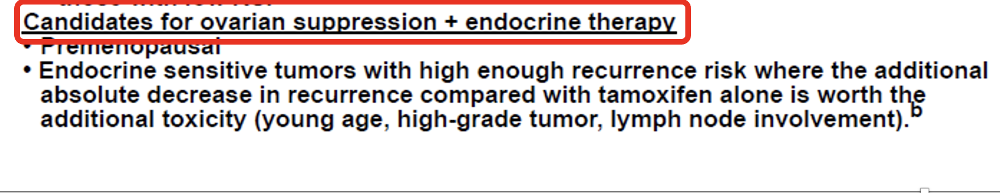 Candidates for ovarian suppression + endocrine therapy
• Premenopausal
• Endocrine sensitive tumors with high enough recurrence risk where the additional
absolute decrease in recurrence compared with tamoxifen alone is worth the
additional toxicity (young age, high-grade tumor, lymph node involvement).b